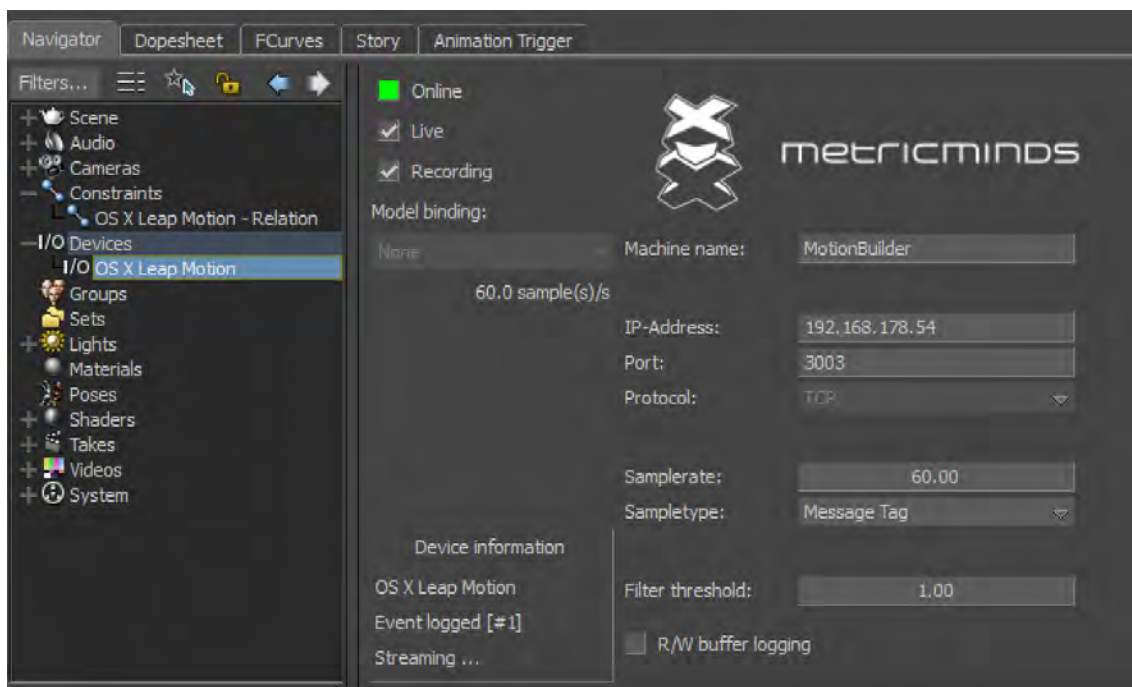 Navigator Dopesheet FCurves Story Animation Trigger
Filters...
Scene
Audio
Cameras
Constraints
OS X Leap Motion - Relation
I/O Devices
I/O OS X Leap Motion
Groups
Sets
Lights
Materials
Poses
Shaders
Takes
Videos
System
Online
Live
Recording
Model binding:
None
60.0 sample(s)/s
Device information
OS X Leap Motion
Event logged [#1]
Streaming ...
metricminds
Machine name: MotionBuilder
IP-Address: 192.168.178.54
Port: 3003
Protocol: TCP
Samplerate: 60.00
Sampletype: Message Tag
Filter threshold: 1.00
R/W buffer logging